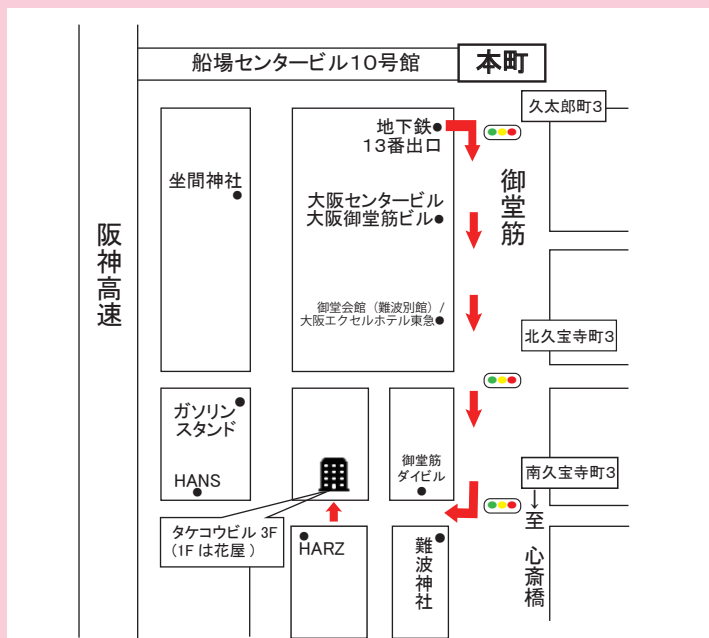 船場センタービル10号館
本町
久太郎町3
地下鉄
13番出口
坐間神社
御堂筋
大阪センタービル
大阪御堂筋ビル
阪神高速
御堂会館（難波別館）/
大阪エクセルホテル東急
北久宝寺町3
ガソリン
スタンド
御堂筋
ダイビル
HANS
南久宝寺町3
タケコウビル 3F
(1F は花屋 )
HARZ
難波神社
↓至 心斎橋